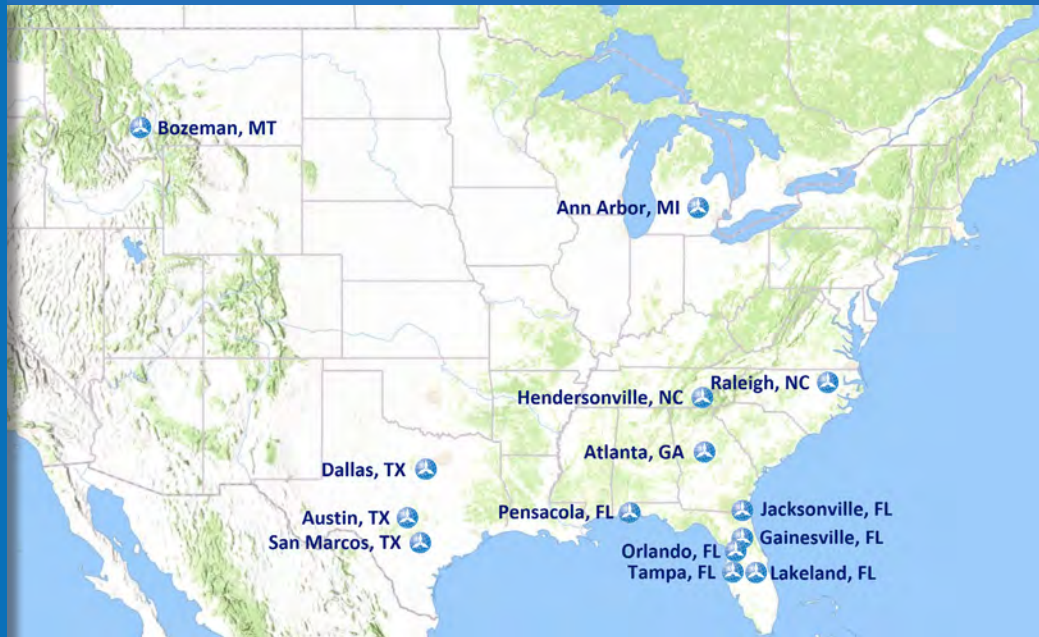 Bozeman, MT
Ann Arbor, MI
Raleigh, NC
Hendersonville, NC
Atlanta, GA
Dallas, TX
Austin, TX
San Marcos, TX
Pensacola, FL
Jacksonville, FL
Gainesville, FL
Orlando, FL
Tampa, FL
Lakeland, FL